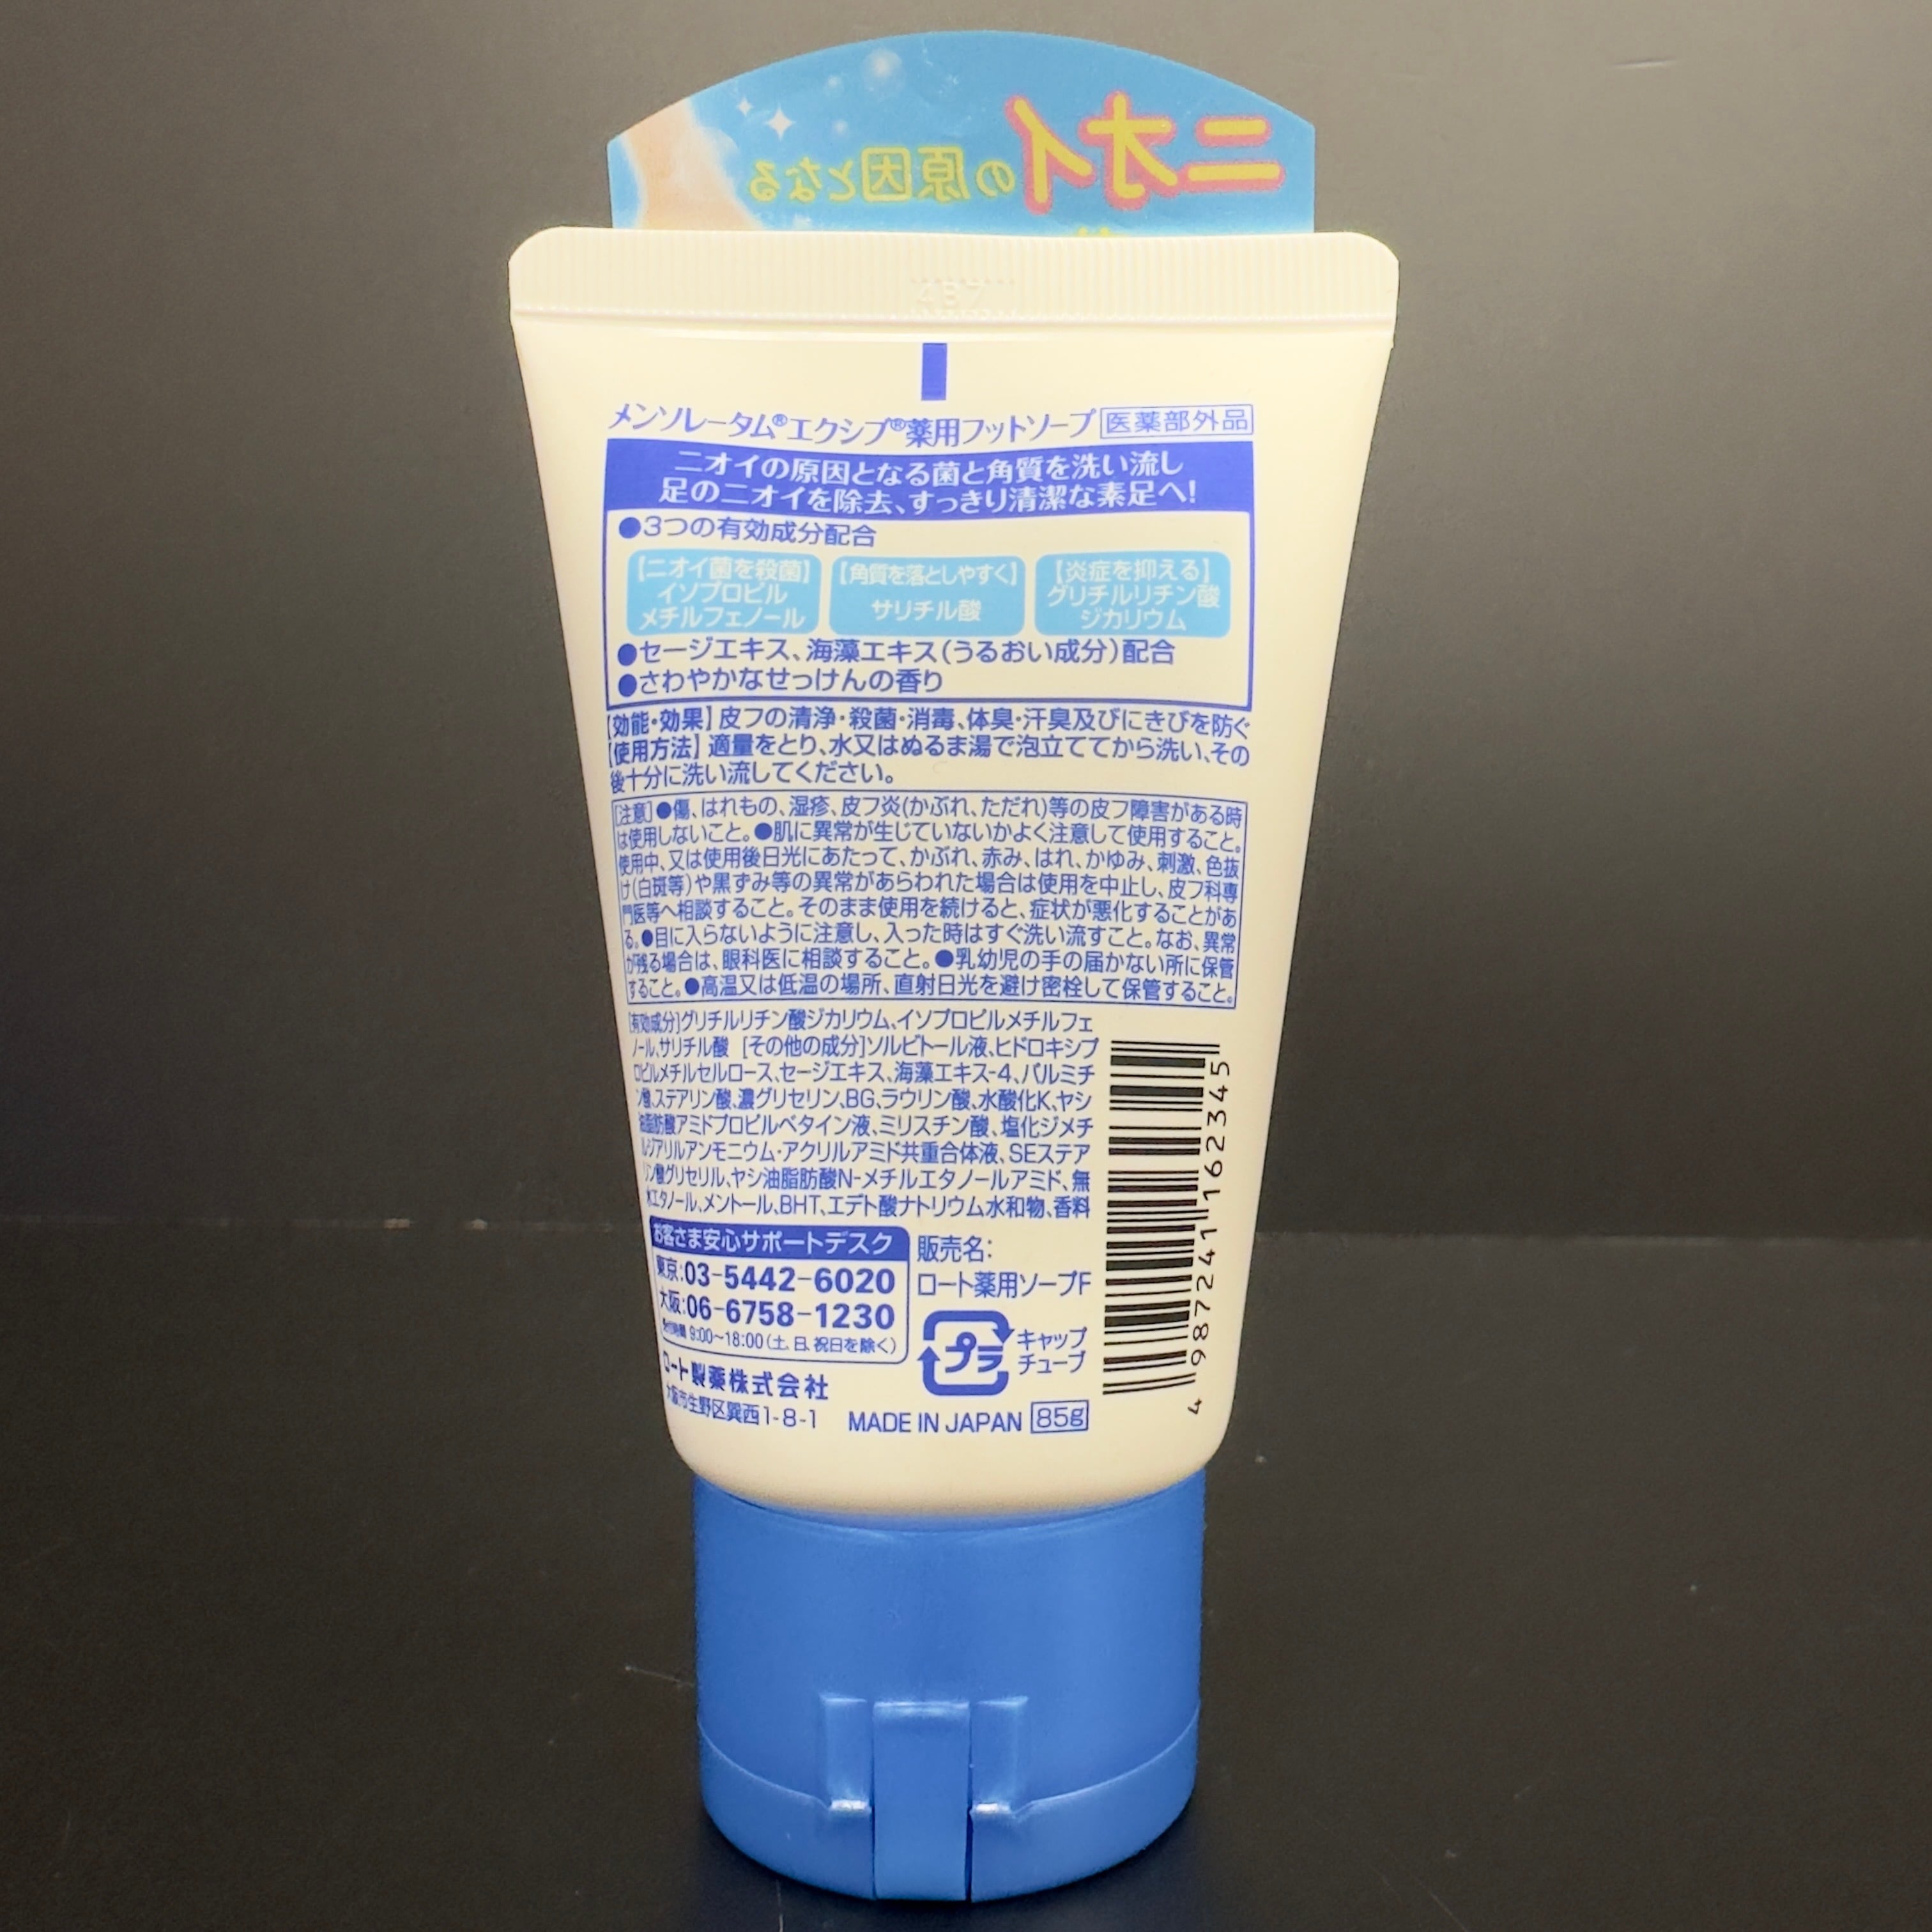 ニオイの原因となる
メンソレータム®エクシブ®薬用フットソープ 医薬部外品
ニオイの原因となる菌と角質を洗い流し
足のニオイを除去、すっきり清潔な素足へ!
●3つの有効成分配合
【ニオイ菌を殺菌】
イソプロピル
メチルフェノール
【角質を落としやすく】
サリチル酸
【炎症を抑える】
グリチルリチン酸
ジカリウム
●セージエキス、海藻エキス(うるおい成分)配合
●さわやかなせっけんの香り
【効能・効果】皮フの清浄・殺菌・消毒、体臭・汗臭及びにきびを防ぐ
【使用方法】適量をとり、水又はぬるま湯で泡立ててから洗い、その
後十分に洗い流してください。
[注意]●傷、はれもの、湿疹、皮フ炎(かぶれ、ただれ)等の皮フ障害がある時
は使用しないこと。●肌に異常が生じていないかよく注意して使用すること。
使用中、又は使用後日光にあたって、かぶれ、赤み、はれ、かゆみ、刺激、色抜
け(白斑等)や黒ずみ等の異常があらわれた場合は使用を中止し、皮フ科専
門医等へ相談すること。そのまま使用を続けると、症状が悪化することがあ
る。●目に入らないように注意し、入った時はすぐ洗い流すこと。なお、異常
が残る場合は、眼科医に相談すること。●乳幼児の手の届かない所に保管
すること。●高温又は低温の場所、直射日光を避け密栓して保管すること。
[有効成分]グリチルリチン酸ジカリウム、イソプロピルメチルフェ
ノール、サリチル酸 [その他の成分]ソルビトール液、ヒドロキシプ
ロピルメチルセルロース、セージエキス、海藻エキス-4、パルミチ
ン酸、ステアリン酸、濃グリセリン、BG、ラウリン酸、水酸化K、ヤシ
油脂肪酸アミドプロピルベタイン液、ミリスチン酸、塩化ジメチ
ルジアリルアンモニウム・アクリルアミド共重合体液、SEステア
リン酸グリセリル、ヤシ油脂肪酸N-メチルエタノールアミド、無
水エタノール、メントール、BHT、エデト酸ナトリウム水和物、香料
お客さま安心サポートデスク
東京:03-5442-6020
大阪:06-6758-1230
受付時間 9:00~18:00(土、日、祝日を除く)
販売名:
ロート薬用ソープF
プラ
キャップ
チューブ
ロート製薬株式会社
大阪市生野区巽西1-8-1
MADE IN JAPAN 85g
4 987241 162345